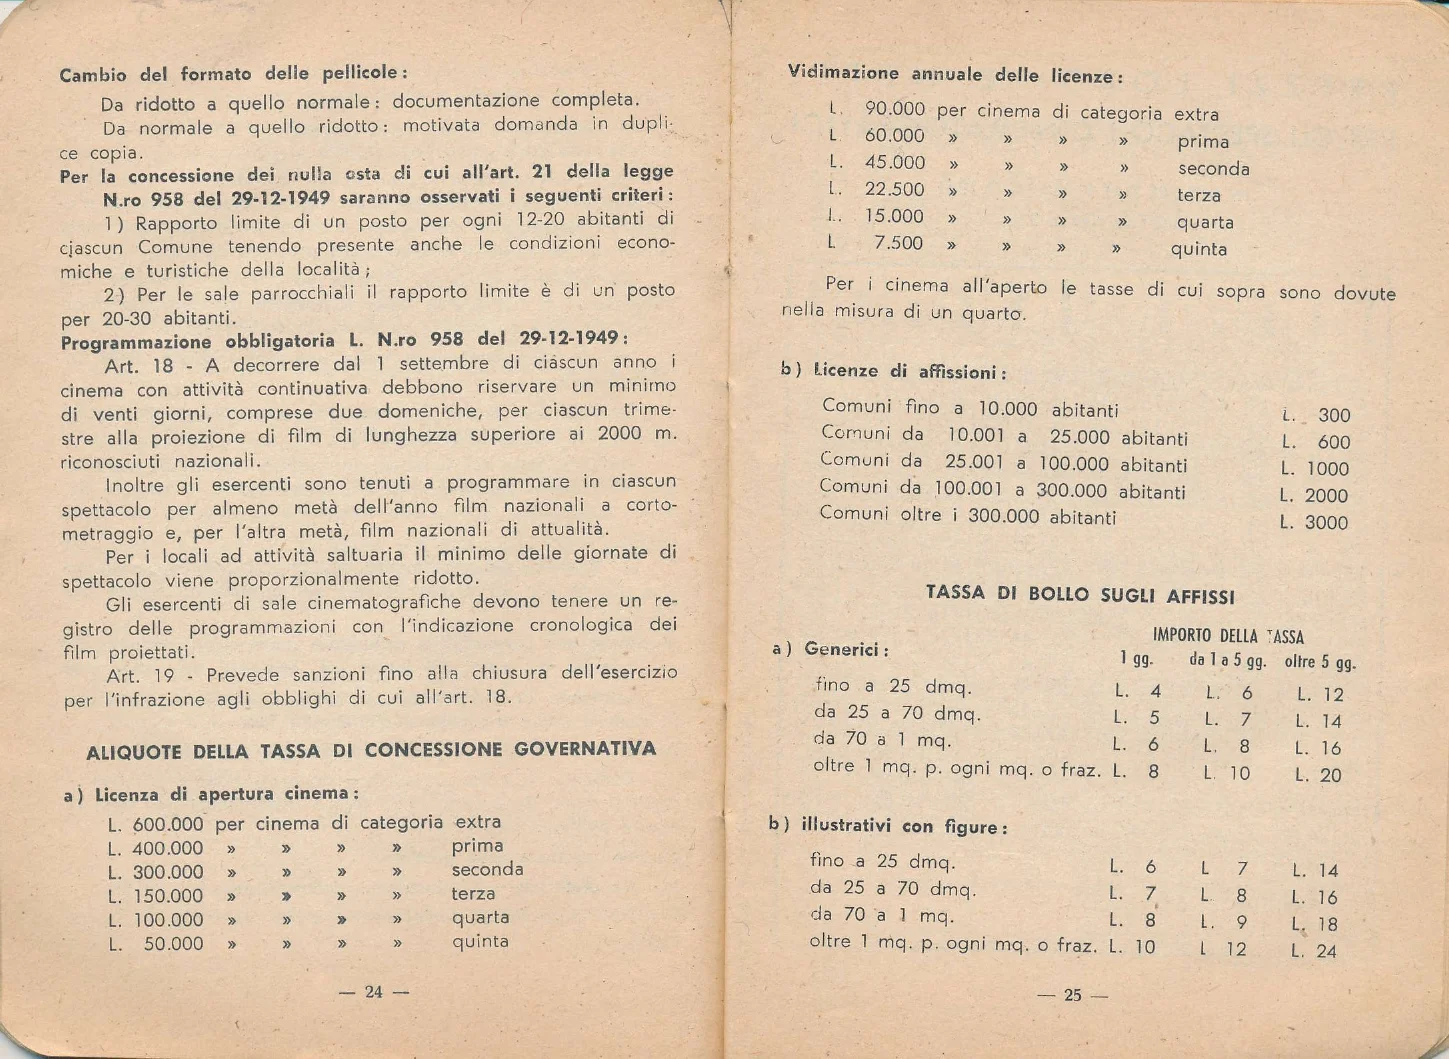 Cambio del formato delle pellicole :
Da ridotto a quello normale : documentazione completa.
Da normale a quello ridotto : motivata domanda in dupli-
ce copia.
Per la concessione dei nulla osta di cui all'art. 21 della legge
N.ro 958 del 29-12-1949 saranno osservati i seguenti criteri :
1 ) Rapporto limite di un posto per ogni 12-20 abitanti di
ciascun Comune tenendo presente anche le condizioni econo-
miche e turistiche della località ;
2 ) Per le sale parrocchiali il rapporto limite è di un posto
per 20-30 abitanti.
Programmazione obbligatoria L. N.ro 958 del 29-12-1949 :
Art. 18 - A decorrere dal 1 settembre di ciascun anno i
cinema con attività continuativa debbono riservare un minimo
di venti giorni, comprese due domeniche, per ciascun trime-
stre alla proiezione di film di lunghezza superiore ai 2000 m.
riconosciuti nazionali.
Inoltre gli esercenti sono tenuti a programmare in ciascun
spettacolo per almeno metà dell'anno film nazionali a corto-
metraggio e, per l'altra metà, film nazionali di attualità.
Per i locali ad attività saltuaria il minimo delle giornate di
spettacolo viene proporzionalmente ridotto.
Gli esercenti di sale cinematografiche devono tenere un re-
gistro delle programmazioni con l'indicazione cronologica dei
film proiettati.
Art. 19 - Prevede sanzioni fino alla chiusura dell'esercizio
per l'infrazione agli obblighi di cui all'art. 18.
ALIQUOTE DELLA TASSA DI CONCESSIONE GOVERNATIVA
a ) Licenza di apertura cinema :
L. 600.000 per cinema di categoria extra
L. 400.000 » » » » prima
L. 300.000 » » » » seconda
L. 150.000 » » » » terza
L. 100.000 » » » » quarta
L. 50.000 » » » » quinta
— 24 —
Vidimazione annuale delle licenze :
L. 90.000 per cinema di categoria extra
L 60.000 » » » » prima
L. 45.000 » » » » seconda
L. 22.500 » » » » terza
L. 15.000 » » » » quarta
L 7.500 » » » » quinta
Per i cinema all'aperto le tasse di cui sopra sono dovute
nella misura di un quarto.
b ) Licenze di affissioni :
Comuni fino a 10.000 abitanti L. 300
Comuni da 10.001 a 25.000 abitanti L. 600
Comuni da 25.001 a 100.000 abitanti L. 1000
Comuni da 100.001 a 300.000 abitanti L. 2000
Comuni oltre i 300.000 abitanti L. 3000
TASSA DI BOLLO SUGLI AFFISSI
IMPORTO DELLA TASSA
a ) Generici : 1 gg. da 1 a 5 gg. oltre 5 gg.
fino a 25 dmq. L. 4 L. 6 L. 12
da 25 a 70 dmq. L. 5 L. 7 L. 14
da 70 a 1 mq. L. 6 L. 8 L. 16
oltre 1 mq. p. ogni mq. o fraz. L. 8 L. 10 L. 20
b ) illustrativi con figure :
fino a 25 dmq. L. 6 L 7 L. 14
da 25 a 70 dmq. L. 7 L. 8 L. 16
da 70 a 1 mq. L. 8 L. 9 L. 18
oltre 1 mq. p. ogni mq. o fraz. L. 10 L 12 L. 24
— 25 —